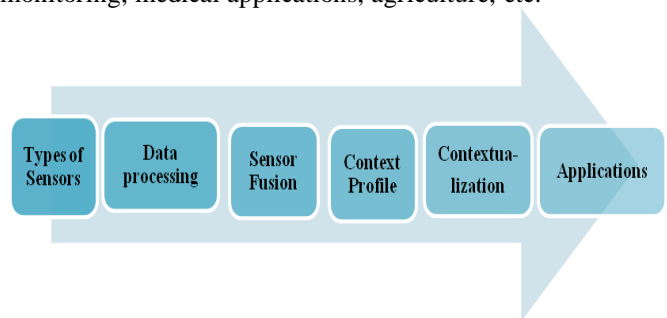 monitoring, medical applications, agriculture, etc.
Types of
Sensors
Data
processing
Sensor
Fusion
Context
Profile
Contextua-
lization
Applications